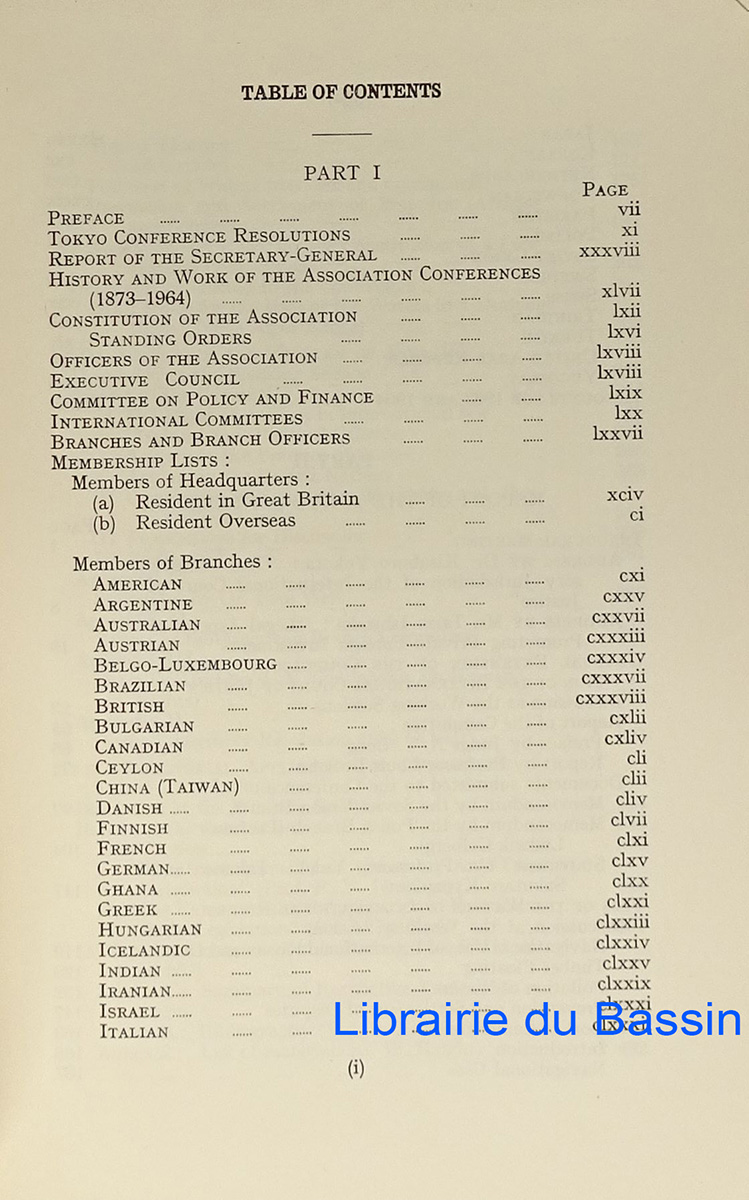 TABLE OF CONTENTS
PART I
PAGE
PREFACE ...... ...... ...... ...... ...... ...... ...... vii
TOKYO CONFERENCE RESOLUTIONS ...... ...... ...... xi
REPORT OF THE SECRETARY-GENERAL ...... ...... ...... xxxviii
HISTORY AND WORK OF THE ASSOCIATION CONFERENCES
(1873–1964) ...... ...... ...... ...... ...... ...... xlvii
CONSTITUTION OF THE ASSOCIATION ...... ...... ...... lxii
STANDING ORDERS ...... ...... ...... ...... lxvi
OFFICERS OF THE ASSOCIATION ...... ...... ...... ...... lxviii
EXECUTIVE COUNCIL ...... ...... ...... ...... ...... lxviii
COMMITTEE ON POLICY AND FINANCE ...... ...... lxix
INTERNATIONAL COMMITTEES ...... ...... ...... ...... lxx
BRANCHES AND BRANCH OFFICERS ...... ...... ...... lxxvii
MEMBERSHIP LISTS :
Members of Headquarters :
(a) Resident in Great Britain ...... ...... ...... xciv
(b) Resident Overseas ...... ...... ...... ...... ci
Members of Branches :
AMERICAN ...... ...... ...... ...... ...... ...... cxi
ARGENTINE ...... ...... ...... ...... ...... ...... cxxv
AUSTRALIAN ...... ...... ...... ...... ...... ...... cxxvii
AUSTRIAN ...... ...... ...... ...... ...... ...... cxxxiii
BELGO-LUXEMBOURG ...... ...... ...... ...... ...... cxxxiv
BRAZILIAN ...... ...... ...... ...... ...... ...... cxxxvii
BRITISH ...... ...... ...... ...... ...... ...... cxxxviii
BULGARIAN ...... ...... ...... ...... ...... ...... cxlii
CANADIAN ...... ...... ...... ...... ...... ...... cxliv
CEYLON ...... ...... ...... ...... ...... ...... cli
CHINA (TAIWAN) ...... ...... ...... ...... ...... clii
DANISH ...... ...... ...... ...... ...... ...... ...... cliv
FINNISH ...... ...... ...... ...... ...... ...... clvii
FRENCH ...... ...... ...... ...... ...... ...... clxi
GERMAN...... ...... ...... ...... ...... ...... ...... clxv
GHANA ...... ...... ...... ...... ...... ...... ...... clxx
GREEK ...... ...... ...... ...... ...... ...... ...... clxxi
HUNGARIAN ...... ...... ...... ...... ...... ...... clxxiii
ICELANDIC ...... ...... ...... ...... ...... ...... clxxiv
INDIAN ...... ...... ...... ...... ...... ...... ...... clxxv
IRANIAN...... ...... ...... ...... ...... ...... ...... clxxix
ISRAEL ...... ...... ...... ...... ...... ...... ...... clxxxi
ITALIAN ...... ...... ...... ...... ...... ......
Librairie du Bassin
(i)